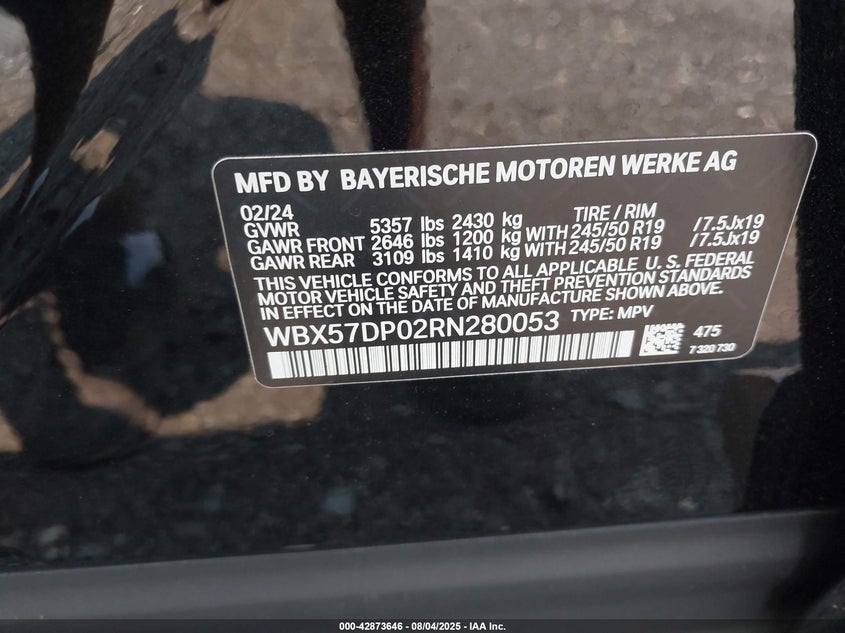 MFD BY BAYERISCHE MOTOREN WERKE AG
02/24 TIRE / RIM
GVWR 5357 lbs 2430 kg
GAWR FRONT 2646 lbs 1200 kg WITH 245/50 R19 /7.5Jx19
GAWR REAR 3109 lbs 1410 kg WITH 245/50 R19 /7.5Jx19
THIS VEHICLE CONFORMS TO ALL APPLICABLE U. S. FEDERAL
MOTOR VEHICLE SAFETY AND THEFT PREVENTION STANDARDS
IN EFFECT ON THE DATE OF MANUFACTURE SHOWN ABOVE.
WBX57DP02RN280053 TYPE: MPV
475
7 320 730
000-42873646 - 08/04/2025 - IAA Inc.